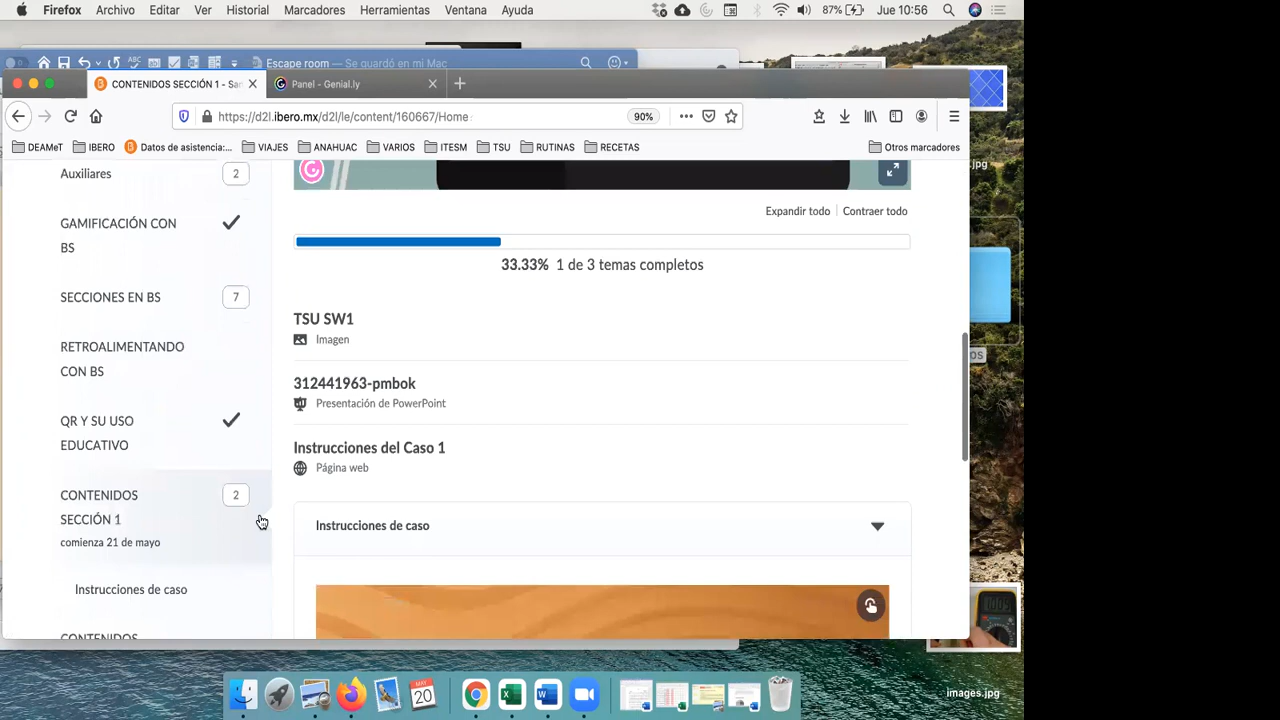 Firefox Archivo Editar Ver Historial Marcadores Herramientas Ventana Ayuda 87% Jue 10:56
Escape room — Se guardó en mi Mac
CONTENIDOS SECCIÓN 1 - Sa Panel - Genial.ly
https://d2l.ibero.mx/d2l/le/content/160667/Home 90%
DEAMeT IBERO Datos de asistencia:... VIAJES ANAHUAC VARIOS ITESM TSU RUTINAS RECETAS Otros marcadores
.jpg
Auxiliares 2
GAMIFICACIÓN CON
BS
SECCIONES EN BS 7
RETROALIMENTANDO
CON BS
QR Y SU USO
EDUCATIVO
CONTENIDOS 2
SECCIÓN 1
comienza 21 de mayo
Instrucciones de caso
CONTENIDOS
Expandir todo Contraer todo
33.33% 1 de 3 temas completos
TSU SW1
Imagen
312441963-pmbok
Presentación de PowerPoint
Instrucciones del Caso 1
Página web
Instrucciones de caso
os
MAY
20
images.jpg